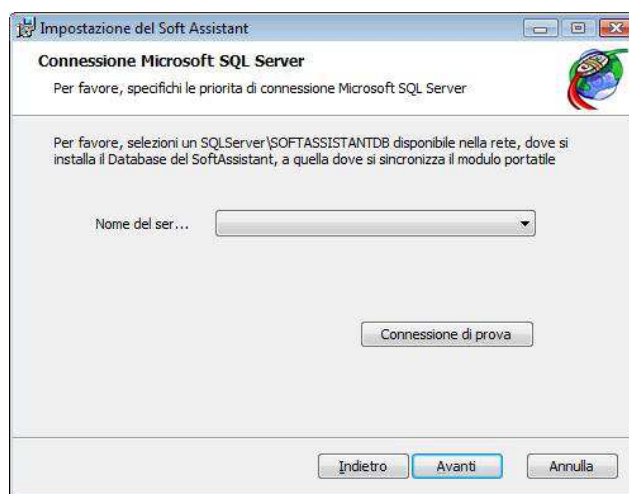 Impostazione del Soft Assistant
Connessione Microsoft SQL Server
Per favore, specifichi le priorita di connessione Microsoft SQL Server
Per favore, selezioni un SQLServer\SOFTASSISTANTDB disponibile nella rete, dove si
installa il Database del SoftAssistant, a quella dove si sincronizza il modulo portatile
Nome del ser...
Connessione di prova
Indietro Avanti Annulla